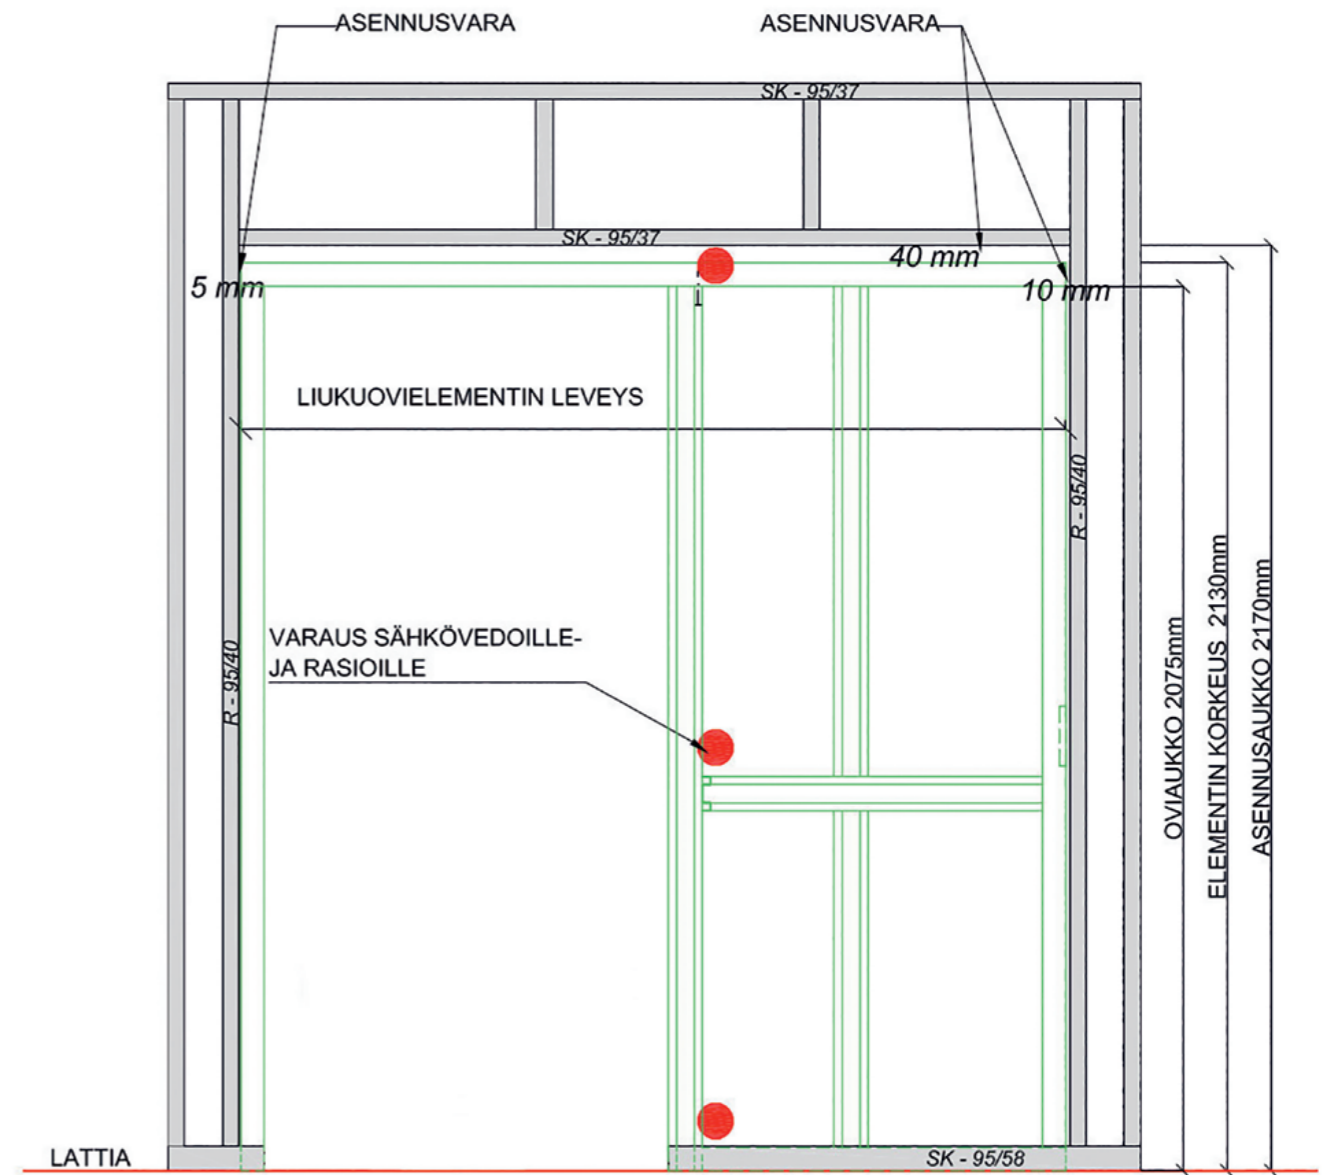 ASENNUSVARA
ASENNUSVARA
SK - 95/37
SK - 95/37
40 mm
5 mm
10 mm
LIUKUOVIELEMENTIN LEVEYS
R - 95/40
R - 95/40
VARAUS SÄHKÖVEDOILLE-
JA RASIOILLE
OVIAUKKO 2075mm
ELEMENTIN KORKEUS 2130mm
ASENNUSAUKKO 2170mm
LATTIA
SK - 95/58